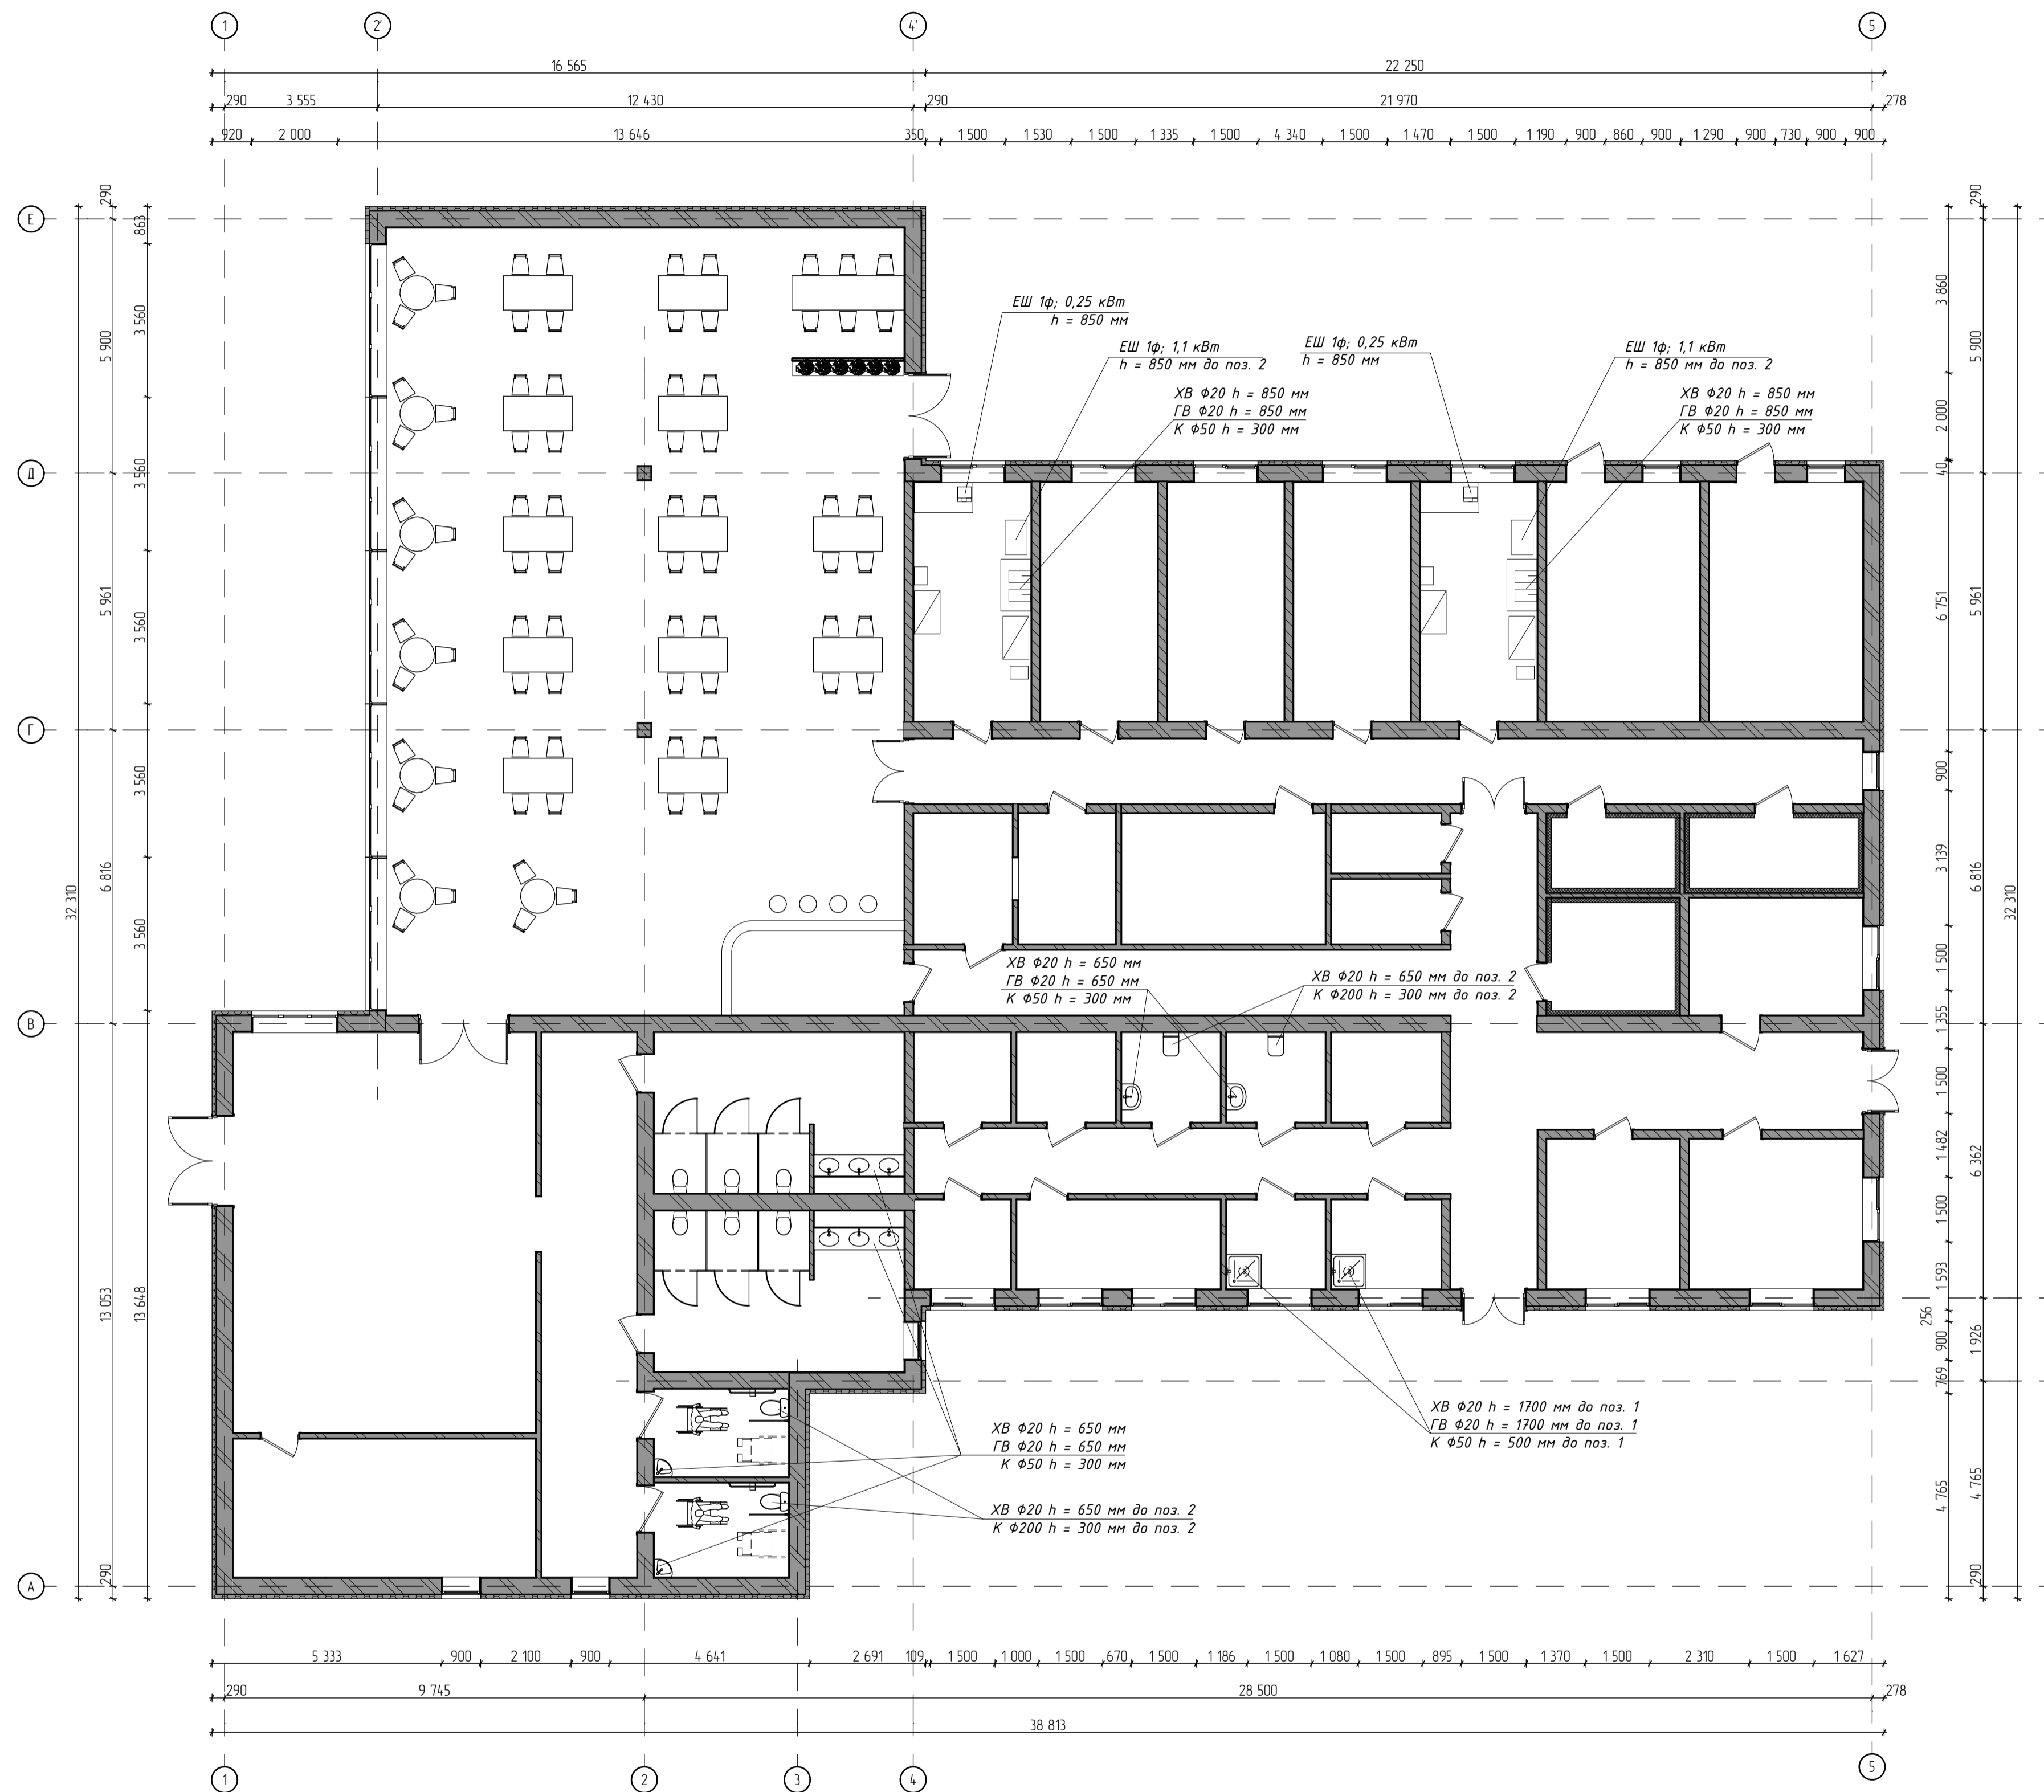 1 2' 4' 5
16 565 22 250
290 3 555 12 430 290 21 970 278
920 2 000 13 646 350 1 500 1 530 1 500 1 335 1 500 4 340 1 500 1 470 1 500 1 190 900 860 900 1 290 900 730 900 900
Е
Д
Г
В
А
32 310
290
5 900
5 961
6 816
13 053
290
863
3 560
3 560
3 560
3 560
3 560
13 648
ЕШ 1ф; 0,25 кВт
h = 850 мм
ЕШ 1ф; 1,1 кВт
h = 850 мм до поз. 2
ХВ Ф20 h = 850 мм
ГВ Ф20 h = 850 мм
К Ф50 h = 300 мм
ЕШ 1ф; 0,25 кВт
h = 850 мм
ЕШ 1ф; 1,1 кВт
h = 850 мм до поз. 2
ХВ Ф20 h = 850 мм
ГВ Ф20 h = 850 мм
К Ф50 h = 300 мм
ХВ Ф20 h = 650 мм
ГВ Ф20 h = 650 мм
К Ф50 h = 300 мм
ХВ Ф20 h = 650 мм до поз. 2
К Ф200 h = 300 мм до поз. 2
ХВ Ф20 h = 650 мм
ГВ Ф20 h = 650 мм
К Ф50 h = 300 мм
ХВ Ф20 h = 650 мм до поз. 2
К Ф200 h = 300 мм до поз. 2
ХВ Ф20 h = 1700 мм до поз. 1
ГВ Ф20 h = 1700 мм до поз. 1
К Ф50 h = 500 мм до поз. 1
3 860
2 000
40
6 751
900
3 139
1 500
1 355
1 500
1 482
1 500
1 593
256
900
769
4 765
290
5 900
5 961
6 816
6 362
1 926
4 765
290
32 310
5 333 900 2 100 900 4 641 2 691 109 1 500 1 000 1 500 670 1 500 1 186 1 500 1 080 1 500 895 1 500 1 370 1 500 2 310 1 500 1 627
290 9 745 28 500 278
38 813
1 2 3 4 5